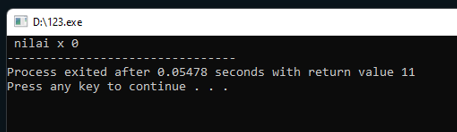 D:\123.exe
nilai x 0
--------------------------------
Process exited after 0.05478 seconds with return value 11
Press any key to continue . . .